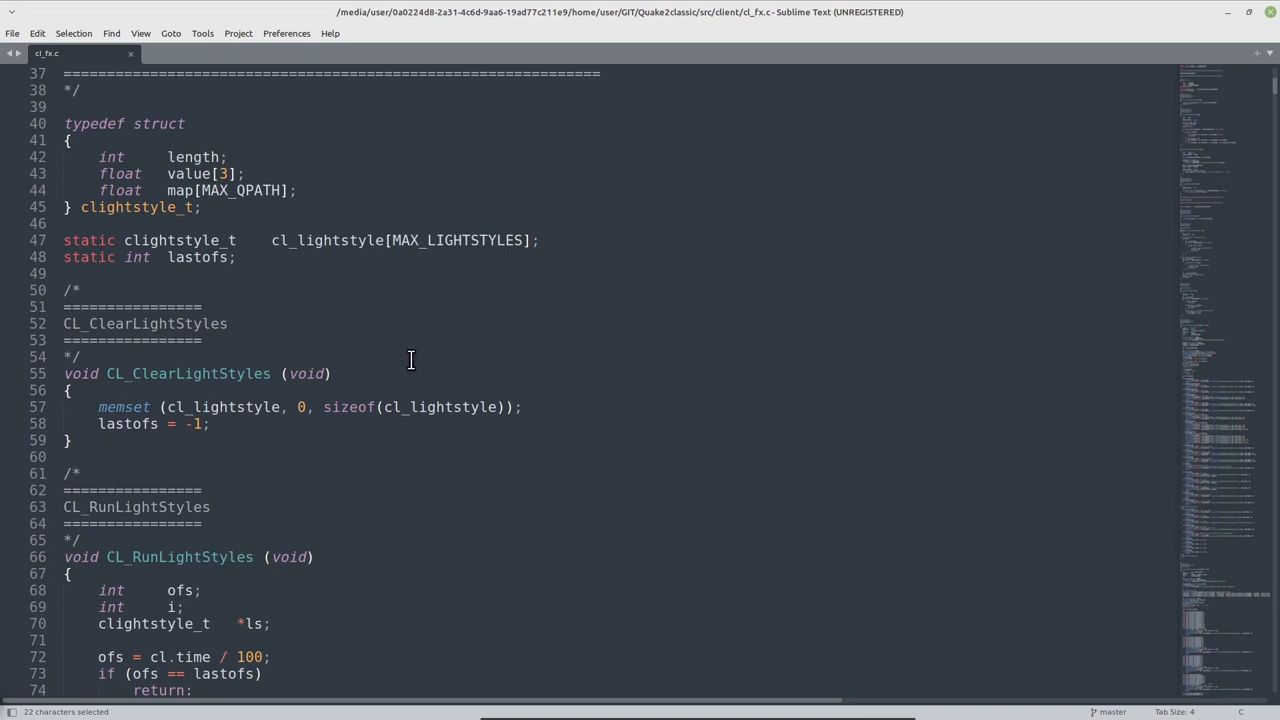 /media/user/0a0224d8-2a31-4c6d-9aa6-19ad77c211e9/home/user/GIT/Quake2classic/src/client/cl_fx.c - Sublime Text (UNREGISTERED)
File Edit Selection Find View Goto Tools Project Preferences Help
cl_fx.c
37 ==============================================================
38 */
39
40 typedef struct
41 {
42     int     length;
43     float   value[3];
44     float   map[MAX_QPATH];
45 } clightstyle_t;
46
47 static clightstyle_t    cl_lightstyle[MAX_LIGHTSTYLES];
48 static int  lastofs;
49
50 /*
51 ================
52 CL_ClearLightStyles
53 ================
54 */
55 void CL_ClearLightStyles (void)
56 {
57     memset (cl_lightstyle, 0, sizeof(cl_lightstyle));
58     lastofs = -1;
59 }
60
61 /*
62 ================
63 CL_RunLightStyles
64 ================
65 */
66 void CL_RunLightStyles (void)
67 {
68     int     ofs;
69     int     i;
70     clightstyle_t   *ls;
71
72     ofs = cl.time / 100;
73     if (ofs == lastofs)
74         return;
22 characters selected master Tab Size: 4 C